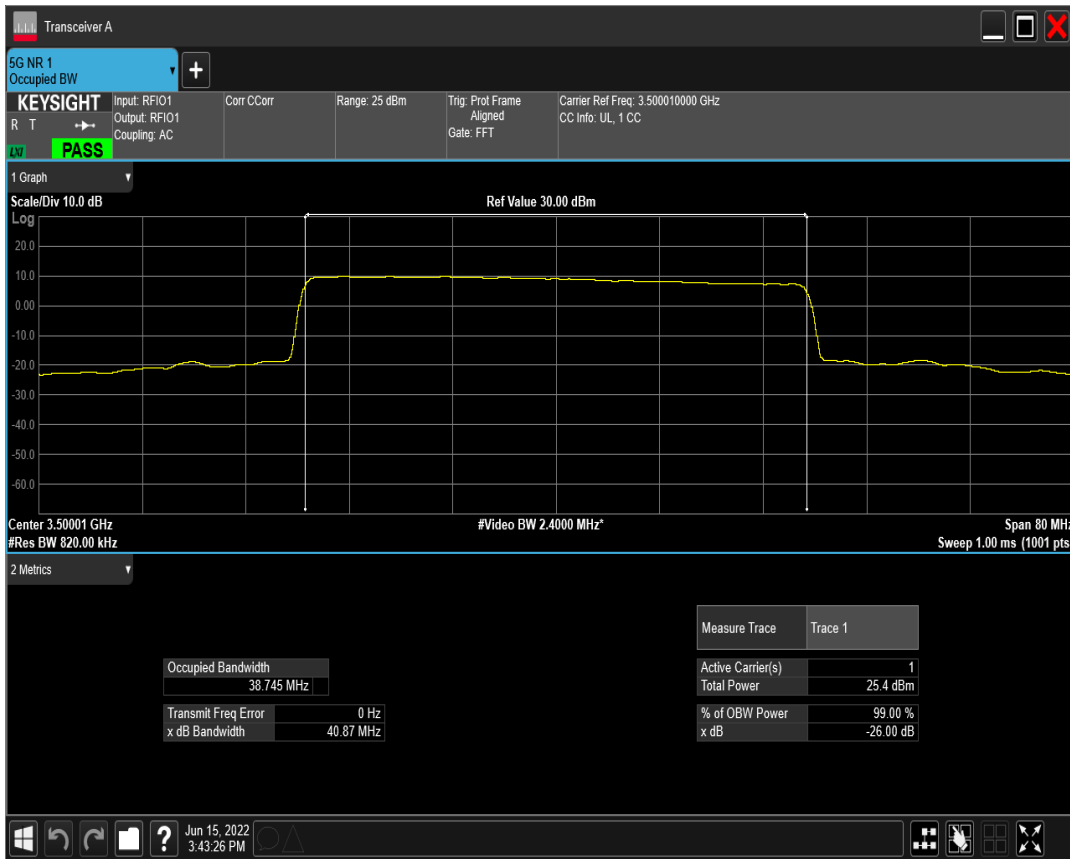 Transceiver A
5G NR 1
Occupied BW
+
KEYSIGHT
R T
LXI
PASS
Input: RFIO1
Output: RFIO1
Coupling: AC
Corr CCorr
Range: 25 dBm
Trig: Prot Frame
Aligned
Gate: FFT
Carrier Ref Freq: 3.500010000 GHz
CC Info: UL, 1 CC
1 Graph
Scale/Div 10.0 dB
Ref Value 30.00 dBm
Log
20.0
10.0
0.00
-10.0
-20.0
-30.0
-40.0
-50.0
-60.0
Center 3.50001 GHz
#Video BW 2.4000 MHz*
Span 80 MHz
#Res BW 820.00 kHz
Sweep 1.00 ms (1001 pts
2 Metrics
Measure Trace Trace 1
Occupied Bandwidth
38.745 MHz
Active Carrier(s) 1
Total Power 25.4 dBm
Transmit Freq Error 0 Hz
x dB Bandwidth 40.87 MHz
% of OBW Power 99.00 %
x dB -26.00 dB
?
Jun 15, 2022
3:43:26 PM